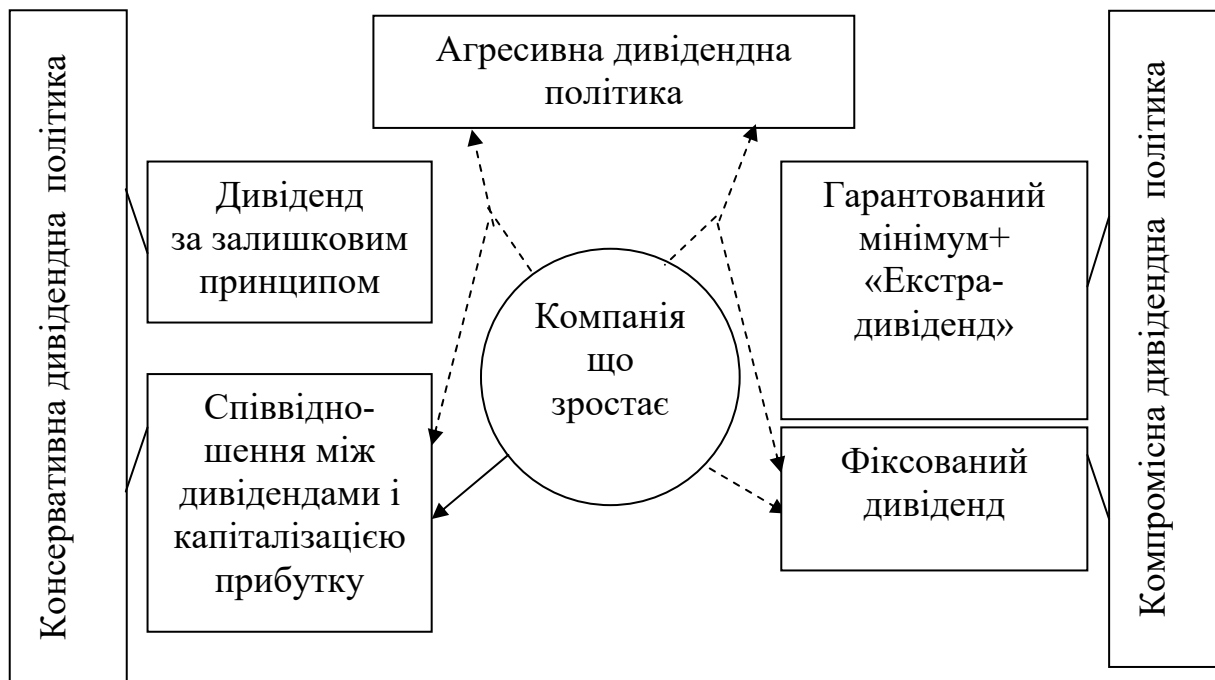 Консервативна дивідендна політика
Агресивна дивідендна
політика
Дивіденд
за залишковим
принципом
Співвідно-
шення між
дивідендами і
капіталізацією
прибутку
Компанія
що
зростає
Гарантований
мінімум+
«Екстра-
дивіденд»
Фіксований
дивіденд
Компромісна дивідендна політика